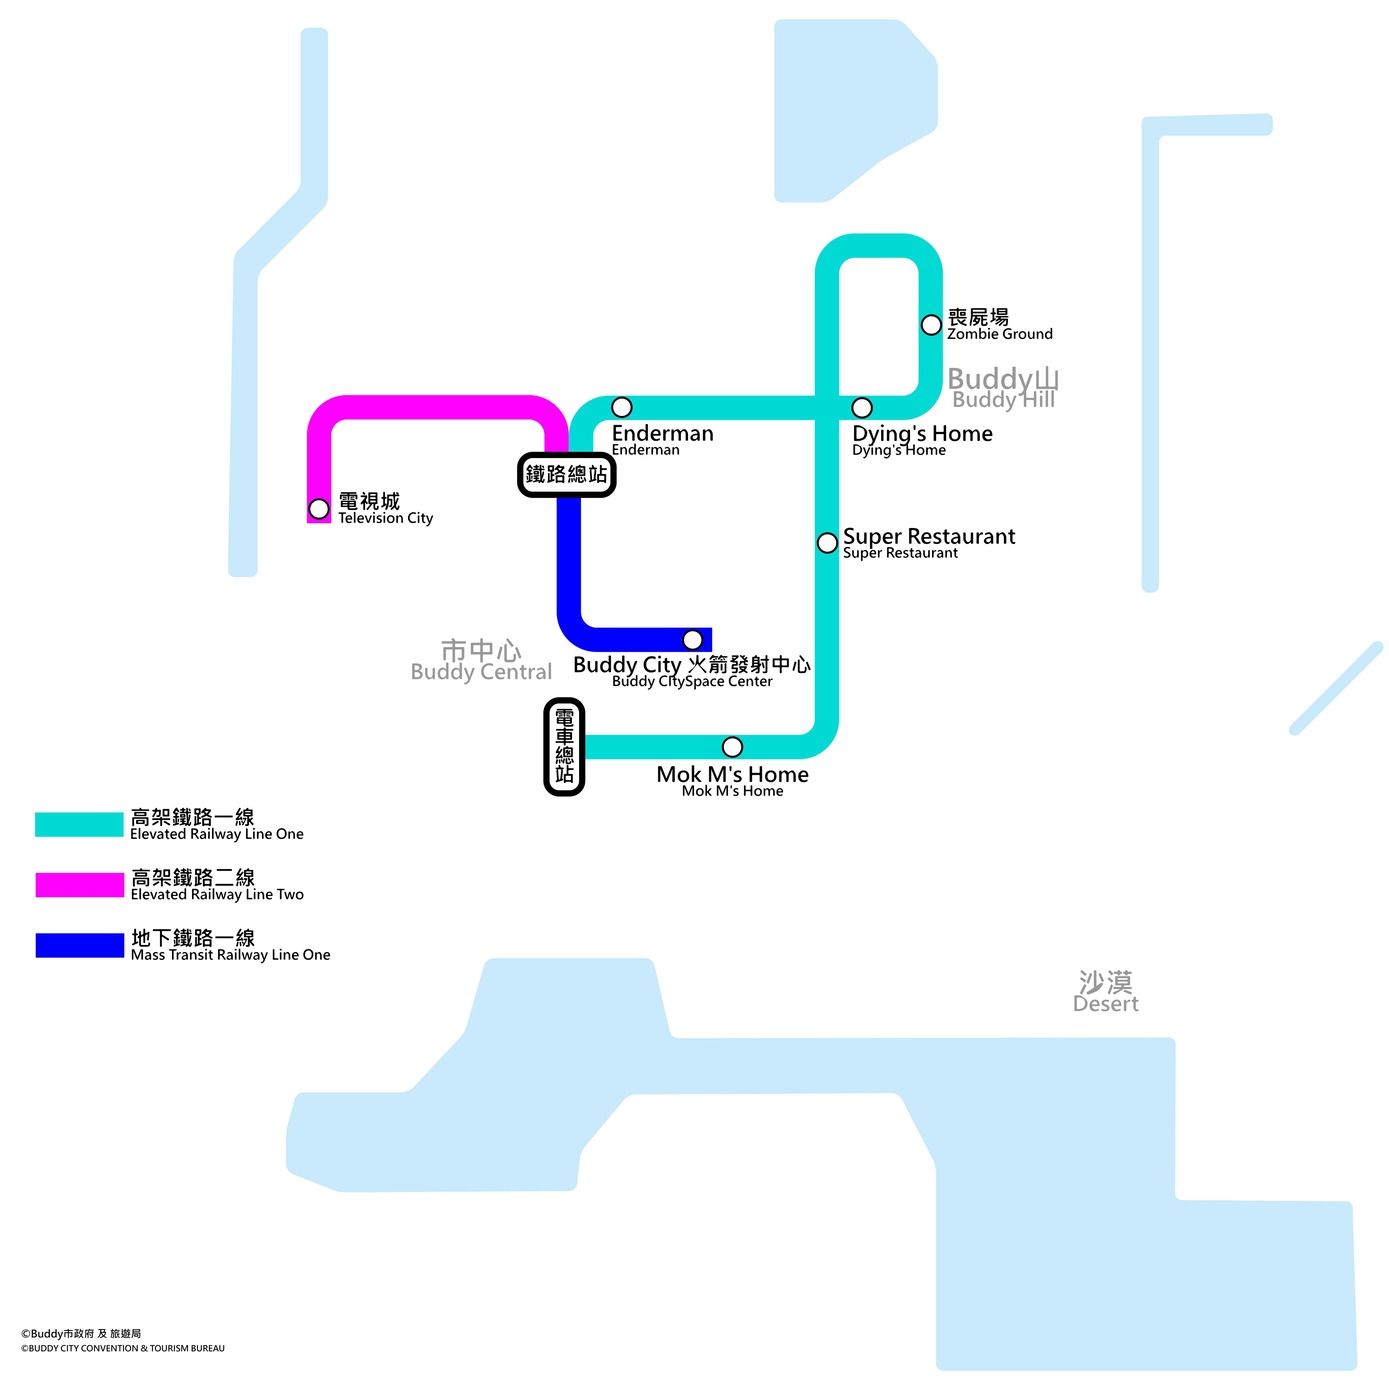 喪屍場
Zombie Ground
Buddy山
Buddy Hill
Enderman
Enderman
Dying's Home
Dying's Home
鐵路總站
電視城
Television City
Super Restaurant
Super Restaurant
市中心
Buddy Central
Buddy City 火箭發射中心
Buddy CItySpace Center
電車總站
Mok M's Home
Mok M's Home
高架鐵路一線
Elevated Railway Line One
高架鐵路二線
Elevated Railway Line Two
地下鐵路一線
Mass Transit Railway Line One
沙漠
Desert
©Buddy市政府 及 旅遊局
©BUDDY CITY CONVENTION & TOURISM BUREAU